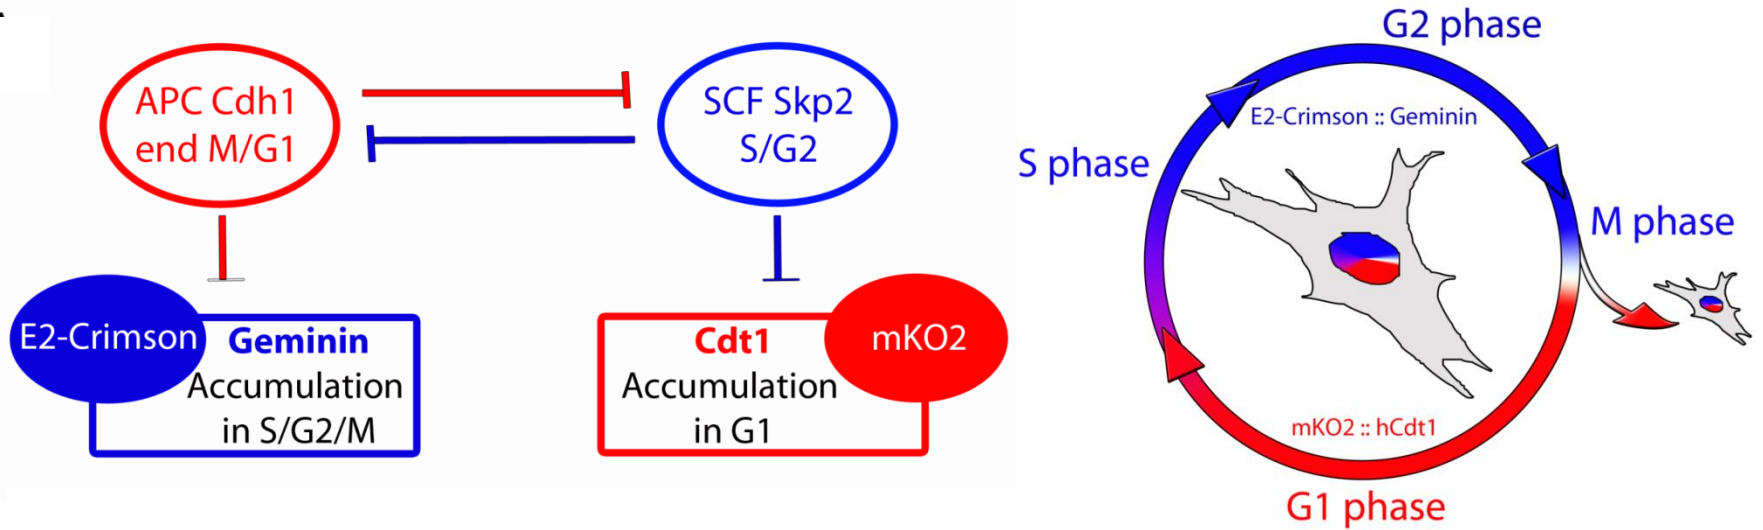 APC Cdh1
end M/G1
SCF Skp2
S/G2
E2-Crimson
Geminin
Accumulation
in S/G2/M
Cdt1
Accumulation
in G1
mKO2
G2 phase
E2-Crimson :: Geminin
S phase
M phase
mKO2 :: hCdt1
G1 phase